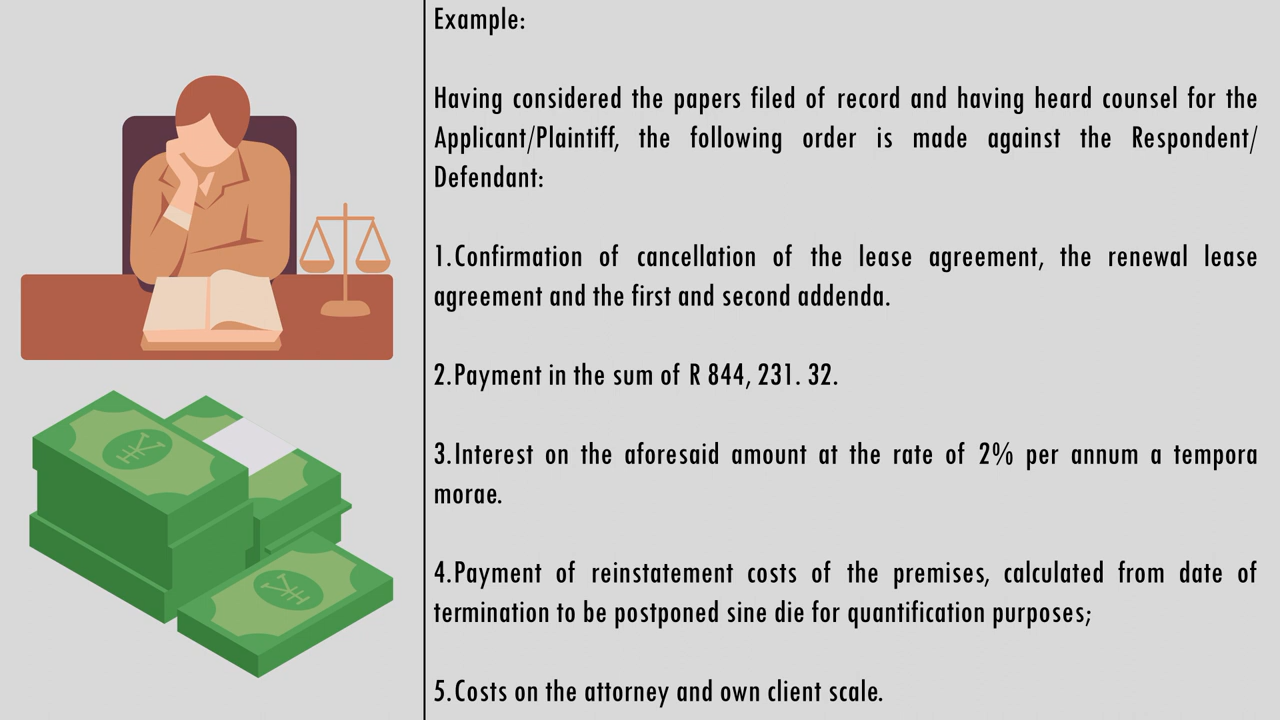 Example:
Having considered the papers filed of record and having heard counsel for the
Applicant/Plaintiff, the following order is made against the Respondent/
Defendant:
1.Confirmation of cancellation of the lease agreement, the renewal lease
agreement and the first and second addenda.
2.Payment in the sum of R 844, 231. 32.
3.Interest on the aforesaid amount at the rate of 2% per annum a tempora
morae.
4.Payment of reinstatement costs of the premises, calculated from date of
termination to be postponed sine die for quantification purposes;
5.Costs on the attorney and own client scale.